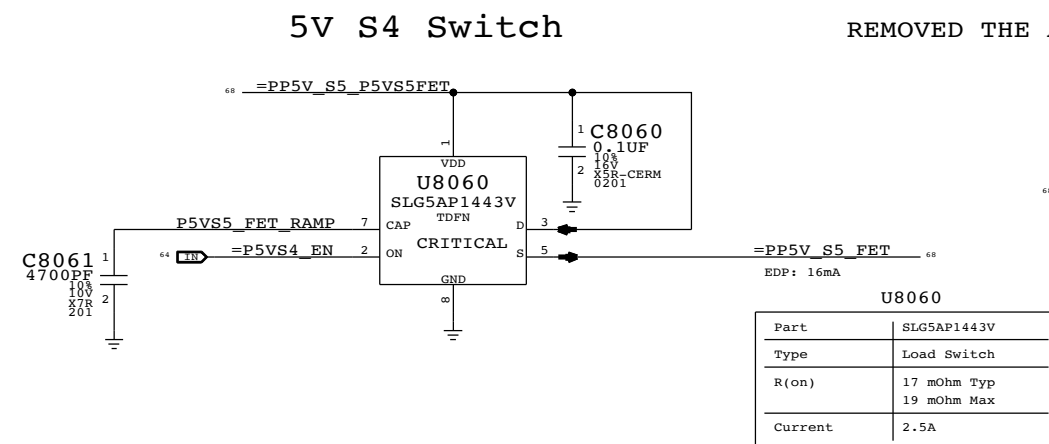 5V S4 Switch
REMOVED THE
68 =PP5V_S5_P5VS5FET
1
VDD
U8060
SLG5AP1443V
TDFN
CRITICAL
7 CAP
2 ON
D 3
S 5
GND
8
1 C8060
0.1UF
10%
16V
2 X5R-CERM
0201
P5VS5_FET_RAMP
64 IN =P5VS4_EN
C8061 1
4700PF
10%
10V
X7R 2
201
=PP5V_S5_FET 68
EDP: 16mA
U8060
Part SLG5AP1443V
Type Load Switch
R(on) 17 mOhm Typ
19 mOhm Max
Current 2.5A